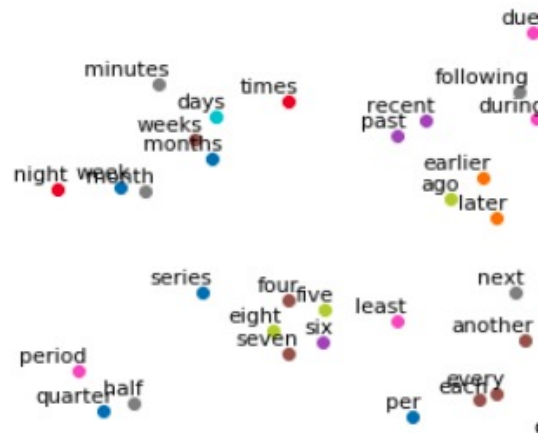 due
minutes
following
times
days
recent
during
weeks
past
months
earlier
night
week
month
ago
later
series
four
next
five
least
eight
six
another
seven
period
half
every
quarter
each
per